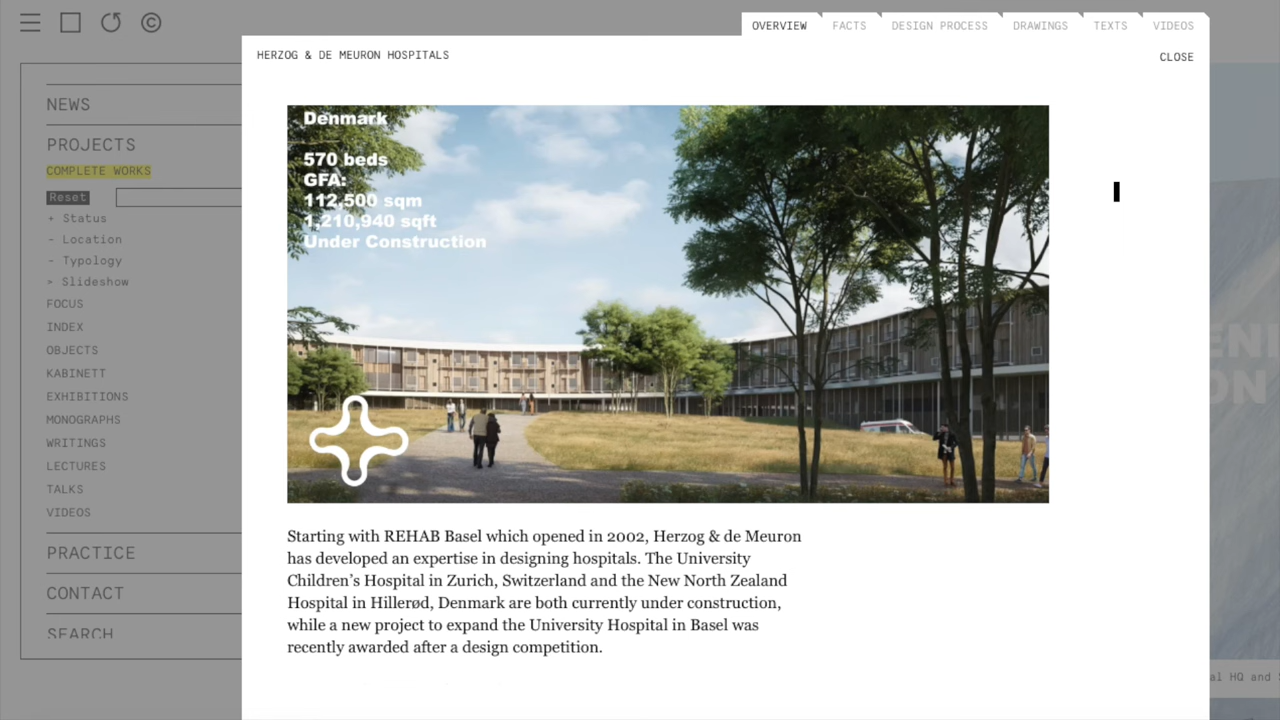 OVERVIEW
FACTS
DESIGN PROCESS
DRAWINGS
TEXTS
VIDEOS
HERZOG & DE MEURON HOSPITALS
CLOSE
NEWS
PROJECTS
COMPLETE WORKS
Reset
+ Status
- Location
- Typology
> Slideshow
FOCUS
INDEX
OBJECTS
KABINETT
EXHIBITIONS
MONOGRAPHS
WRITINGS
LECTURES
TALKS
VIDEOS
PRACTICE
CONTACT
SEARCH
Denmark
570 beds
GFA:
112,500 sqm
1,210,940 sqft
Under Construction
Starting with REHAB Basel which opened in 2002, Herzog & de Meuron
has developed an expertise in designing hospitals. The University
Children’s Hospital in Zurich, Switzerland and the New North Zealand
Hospital in Hillerød, Denmark are both currently under construction,
while a new project to expand the University Hospital in Basel was
recently awarded after a design competition.
HQ and